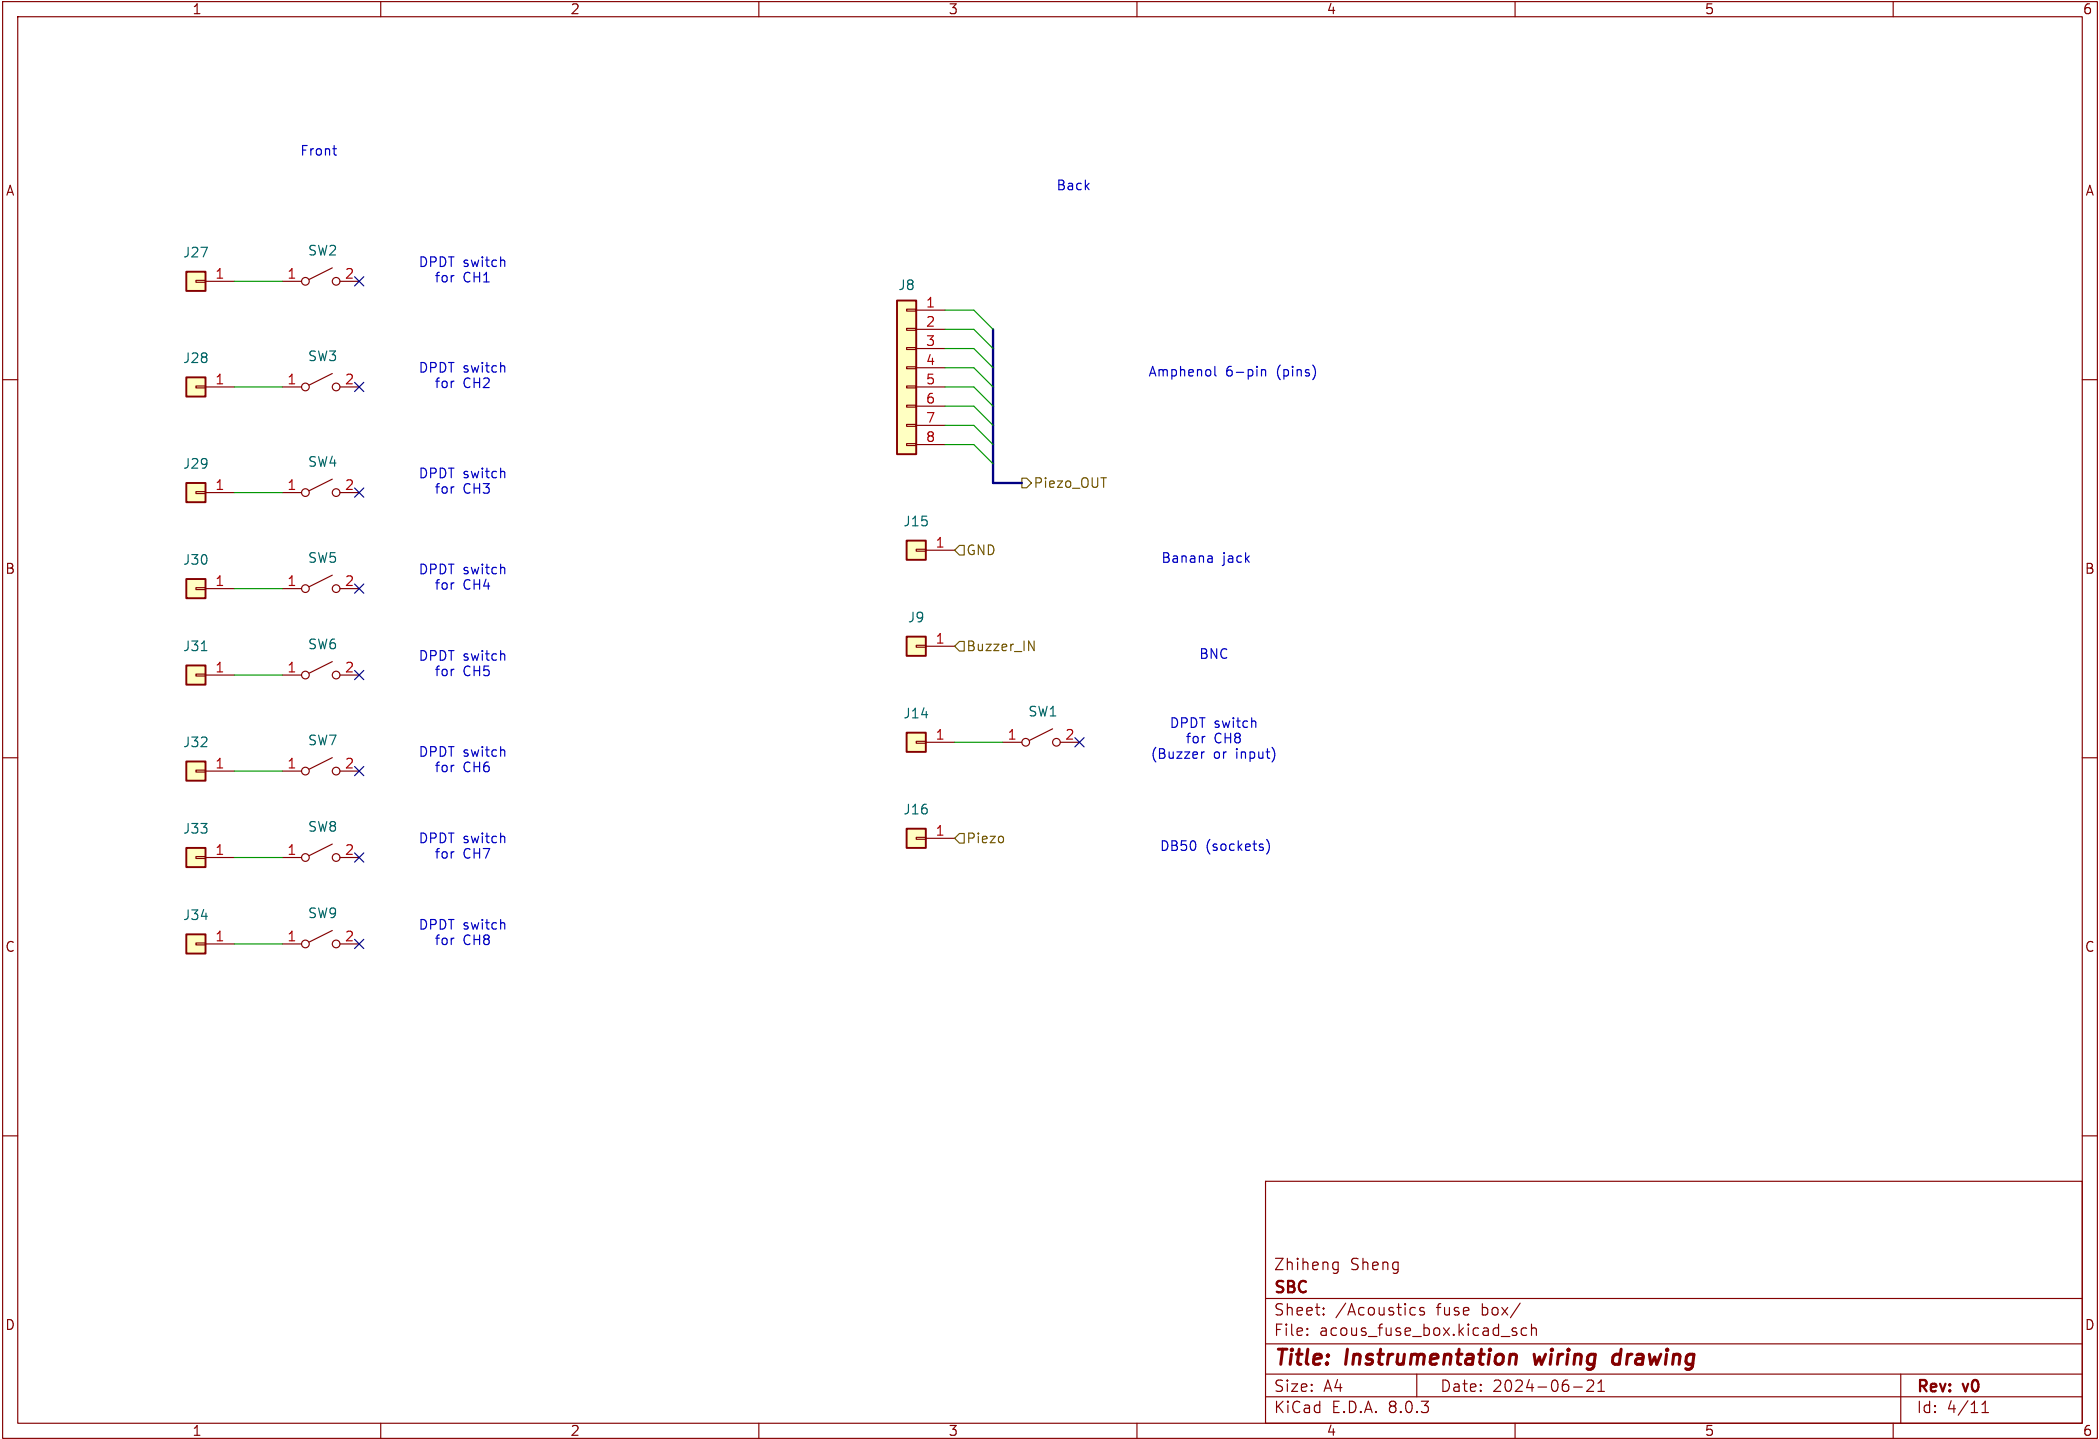 1 2 3 4 5 6
A A
B B
C C
D D
Front
J27
SW2
1 1 2
DPDT switch
for CH1
J28
SW3
1 1 2
DPDT switch
for CH2
J29
SW4
1 1 2
DPDT switch
for CH3
J30
SW5
1 1 2
DPDT switch
for CH4
J31
SW6
1 1 2
DPDT switch
for CH5
J32
SW7
1 1 2
DPDT switch
for CH6
J33
SW8
1 1 2
DPDT switch
for CH7
J34
SW9
1 1 2
DPDT switch
for CH8
Back
J8
1
2
3
4
5
6
7
8
Piezo_OUT
Amphenol 6-pin (pins)
J15
1 GND
Banana jack
J9
1 Buzzer_IN
BNC
J14
SW1
1 1 2
DPDT switch
for CH8
(Buzzer or input)
J16
1 Piezo
DB50 (sockets)
Zhiheng Sheng
SBC
Sheet: /Acoustics fuse box/
File: acous_fuse_box.kicad_sch
Title: Instrumentation wiring drawing
Size: A4 Date: 2024-06-21 Rev: v0
KiCad E.D.A. 8.0.3 Id: 4/11
1 2 3 4 5 6